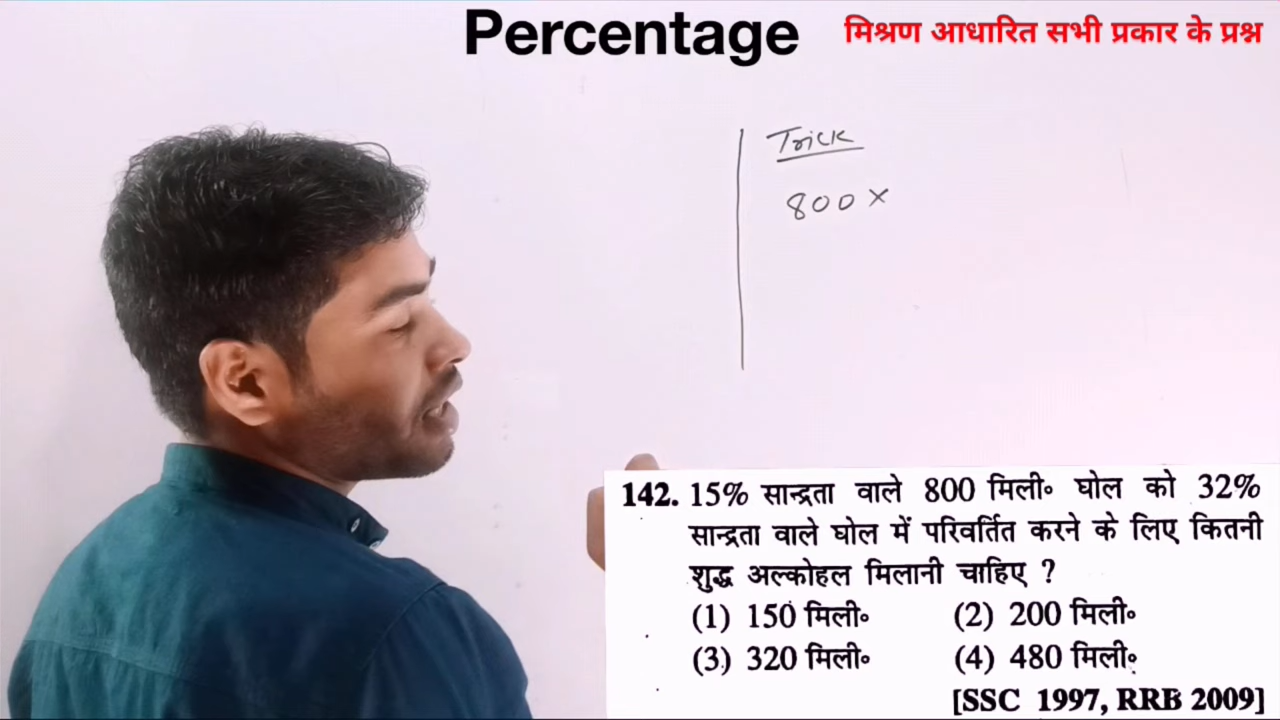 Percentage
मिश्रण आधारित सभी प्रकार के प्रश्न
Trick
800 ×
142. 15% सान्द्रता वाले 800 मिली॰ घोल को 32%
सान्द्रता वाले घोल में परिवर्तित करने के लिए कितनी
शुद्ध अल्कोहल मिलानी चाहिए ?
(1) 150 मिली॰ (2) 200 मिली॰
(3) 320 मिली॰ (4) 480 मिली॰
[SSC 1997, RRB 2009]